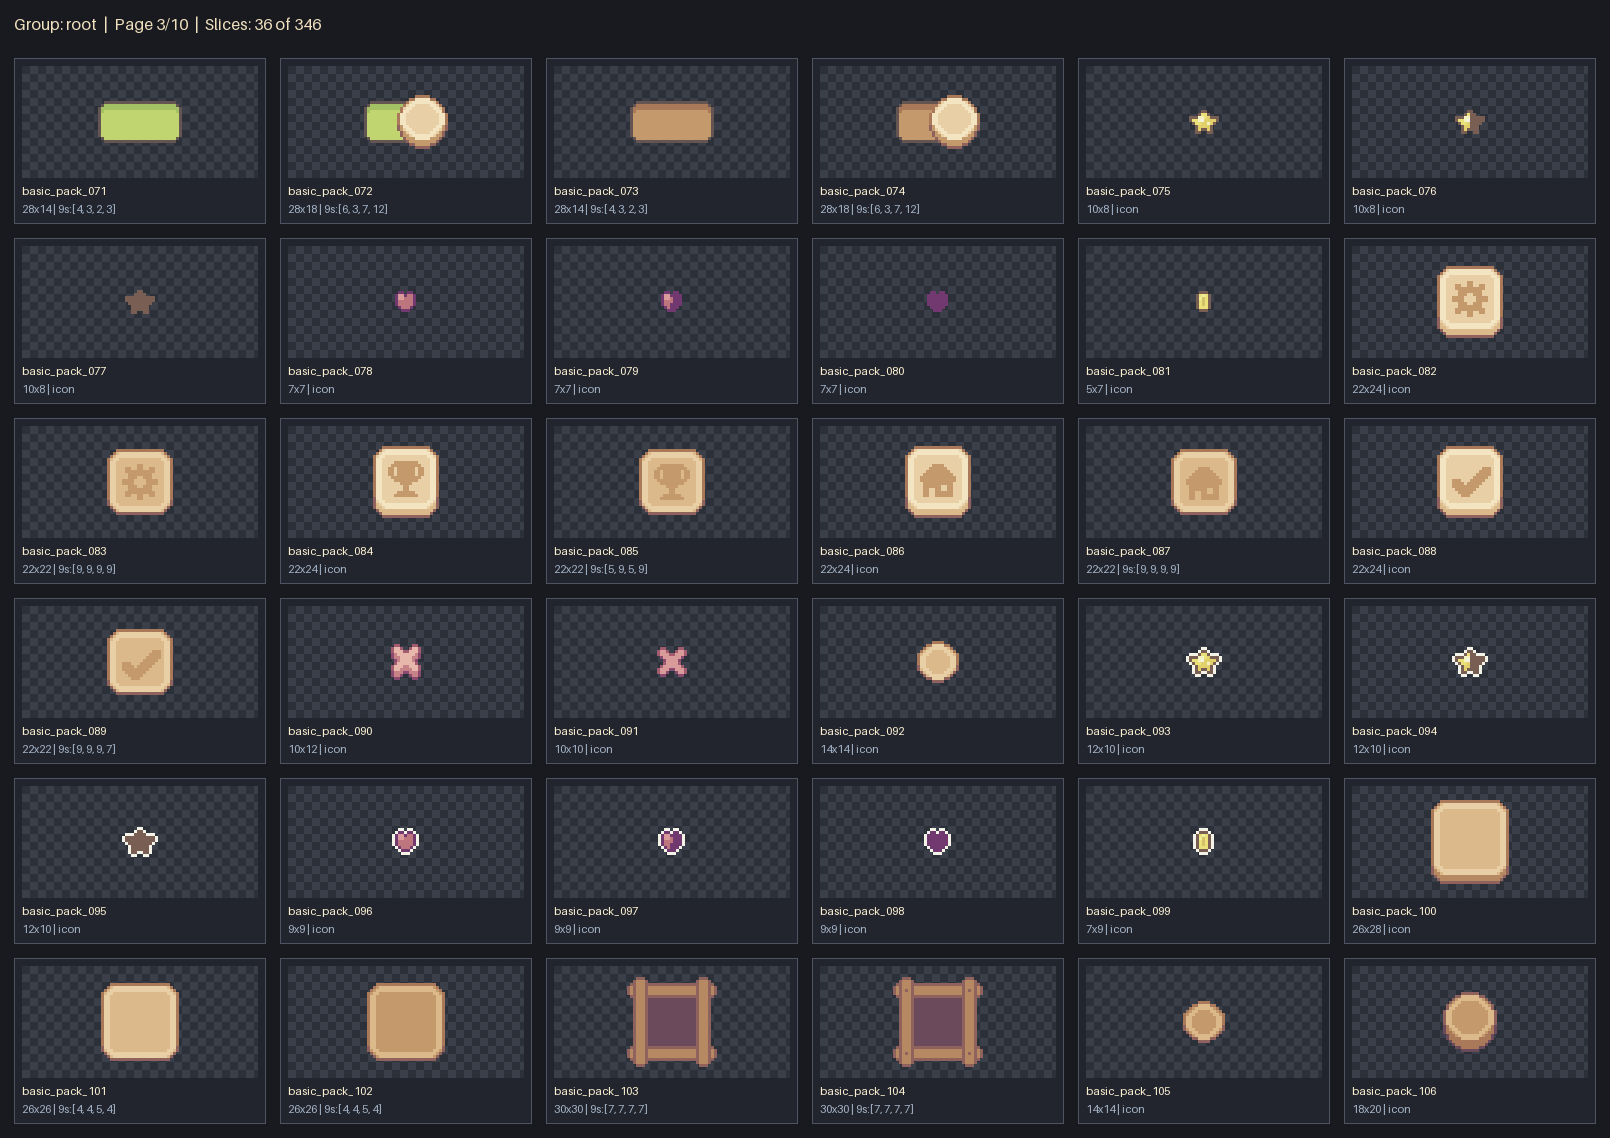 Group: root | Page 3/10 | Slices: 36 of 346
basic_pack_071
28x14 | 9s:[4, 3, 2, 3]
basic_pack_072
28x18 | 9s:[6, 3, 7, 12]
basic_pack_073
28x14 | 9s:[4, 3, 2, 3]
basic_pack_074
28x18 | 9s:[6, 3, 7, 12]
basic_pack_075
10x8 | icon
basic_pack_076
10x8 | icon
basic_pack_077
10x8 | icon
basic_pack_078
7x7 | icon
basic_pack_079
7x7 | icon
basic_pack_080
7x7 | icon
basic_pack_081
5x7 | icon
basic_pack_082
22x24 | icon
basic_pack_083
22x22 | 9s:[9, 9, 9, 9]
basic_pack_084
22x24 | icon
basic_pack_085
22x22 | 9s:[5, 9, 5, 9]
basic_pack_086
22x24 | icon
basic_pack_087
22x22 | 9s:[9, 9, 9, 9]
basic_pack_088
22x24 | icon
basic_pack_089
22x22 | 9s:[9, 9, 9, 7]
basic_pack_090
10x12 | icon
basic_pack_091
10x10 | icon
basic_pack_092
14x14 | icon
basic_pack_093
12x10 | icon
basic_pack_094
12x10 | icon
basic_pack_095
12x10 | icon
basic_pack_096
9x9 | icon
basic_pack_097
9x9 | icon
basic_pack_098
9x9 | icon
basic_pack_099
7x9 | icon
basic_pack_100
26x28 | icon
basic_pack_101
26x26 | 9s:[4, 4, 5, 4]
basic_pack_102
26x26 | 9s:[4, 4, 5, 4]
basic_pack_103
30x30 | 9s:[7, 7, 7, 7]
basic_pack_104
30x30 | 9s:[7, 7, 7, 7]
basic_pack_105
14x14 | icon
basic_pack_106
18x20 | icon